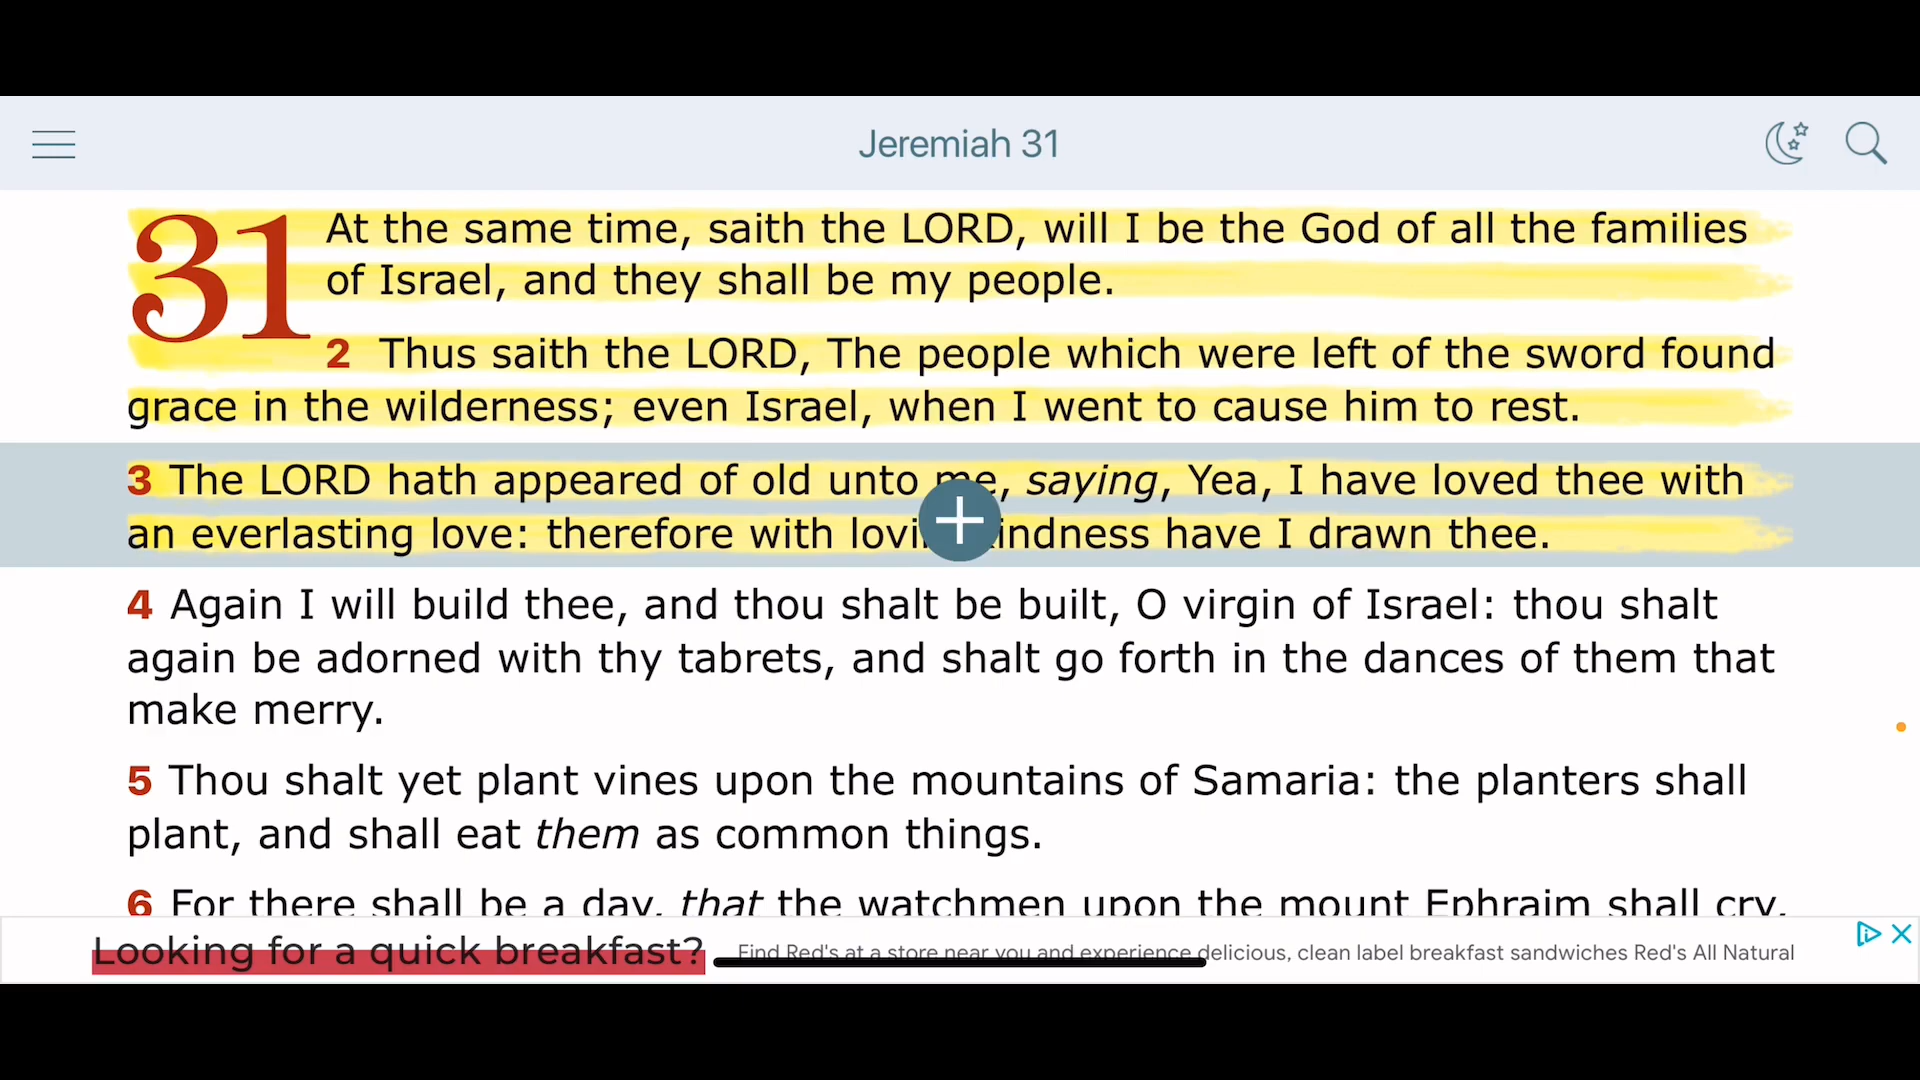 Jeremiah 31
31 At the same time, saith the LORD, will I be the God of all the families
of Israel, and they shall be my people.
2 Thus saith the LORD, The people which were left of the sword found
grace in the wilderness; even Israel, when I went to cause him to rest.
3 The LORD hath appeared of old unto me, saying, Yea, I have loved thee with
an everlasting love: therefore with lovingkindness have I drawn thee.
4 Again I will build thee, and thou shalt be built, O virgin of Israel: thou shalt
again be adorned with thy tabrets, and shalt go forth in the dances of them that
make merry.
5 Thou shalt yet plant vines upon the mountains of Samaria: the planters shall
plant, and shall eat them as common things.
6 For there shall be a day, that the watchmen upon the mount Ephraim shall cry,
Looking for a quick breakfast?
Find Red's at a store near you and experience delicious, clean label breakfast sandwiches Red's All Natural